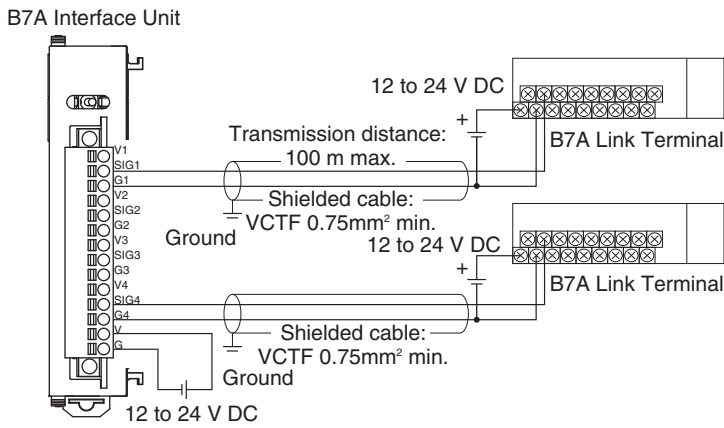 B7A Interface Unit
12 to 24 V DC
+
B7A Link Terminal
Transmission distance:
100 m max.
V1
SIG1
G1
V2
SIG2
G2
V3
SIG3
G3
V4
SIG4
G4
V
G
Shielded cable:
VCTF 0.75mm² min.
Ground
12 to 24 V DC
+
B7A Link Terminal
Shielded cable:
VCTF 0.75mm² min.
Ground
12 to 24 V DC